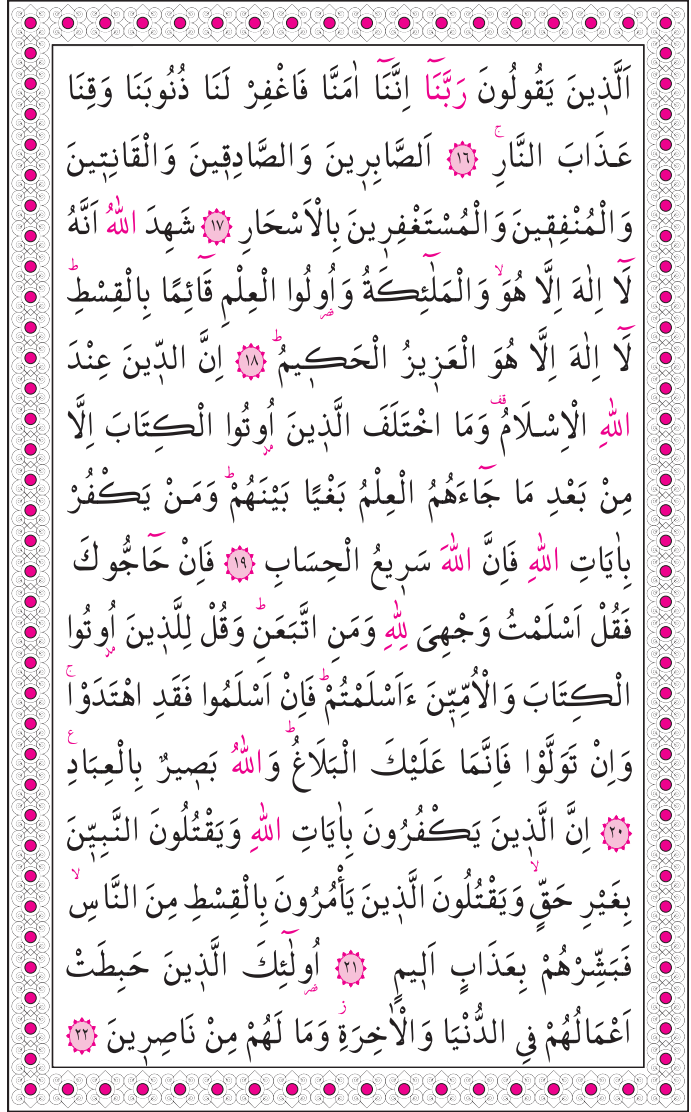 اَلَّذ۪ينَ يَقُولُونَ رَبَّنَٓا اِنَّنَٓا اٰمَنَّا فَاغْفِرْ لَنَا ذُنُوبَنَا وَقِنَا
عَذَابَ النَّارِۚ ﴿١٦﴾ اَلصَّابِر۪ينَ وَالصَّادِق۪ينَ وَالْقَانِت۪ينَ
وَالْمُنْفِق۪ينَ وَالْمُسْتَغْفِر۪ينَ بِالْاَسْحَارِ ﴿١٧﴾ شَهِدَ اللّٰهُ اَنَّهُ
لَٓا اِلٰهَ اِلَّا هُوَۙ وَالْمَلٰٓئِكَةُ وَاُو۬لُوا الْعِلْمِ قَٓائِمًا بِالْقِسْطِۜ
لَٓا اِلٰهَ اِلَّا هُوَ الْعَز۪يزُ الْحَك۪يمُۜ ﴿١٨﴾ اِنَّ الدّ۪ينَ عِنْدَ
اللّٰهِ الْاِسْلَامُ۠ وَمَا اخْتَلَفَ الَّذ۪ينَ اُو۫تُوا الْكِتَابَ اِلَّا
مِنْ بَعْدِ مَا جَٓاءَهُمُ الْعِلْمُ بَغْيًا بَيْنَهُمْۜ وَمَنْ يَكْفُرْ
بِاٰيَاتِ اللّٰهِ فَاِنَّ اللّٰهَ سَر۪يعُ الْحِسَابِ ﴿١٩﴾ فَاِنْ حَٓاجُّوكَ
فَقُلْ اَسْلَمْتُ وَجْهِيَ لِلّٰهِ وَمَنِ اتَّبَعَنِۜ وَقُلْ لِلَّذ۪ينَ اُو۫تُوا
الْكِتَابَ وَالْاُمِّيّ۪نَ ءَاَسْلَمْتُمْۜ فَاِنْ اَسْلَمُوا فَقَدِ اهْتَدَوْاۚ
وَاِنْ تَوَلَّوْا فَاِنَّمَا عَلَيْكَ الْبَلَاغُۜ وَاللّٰهُ بَص۪يرٌ بِالْعِبَادِ۟
﴿٢٠﴾ اِنَّ الَّذ۪ينَ يَكْفُرُونَ بِاٰيَاتِ اللّٰهِ وَيَقْتُلُونَ النَّبِيّ۪نَ
بِغَيْرِ حَقٍّۙ وَيَقْتُلُونَ الَّذ۪ينَ يَأْمُرُونَ بِالْقِسْطِ مِنَ النَّاسِۙ
فَبَشِّرْهُمْ بِعَذَابٍ اَل۪يمٍ ﴿٢١﴾ اُو۬لٰٓئِكَ الَّذ۪ينَ حَبِطَتْ
اَعْمَالُهُمْ فِي الدُّنْيَا وَالْاٰخِرَةِۘ وَمَا لَهُمْ مِنْ نَاصِر۪ينَ ﴿٢٢﴾